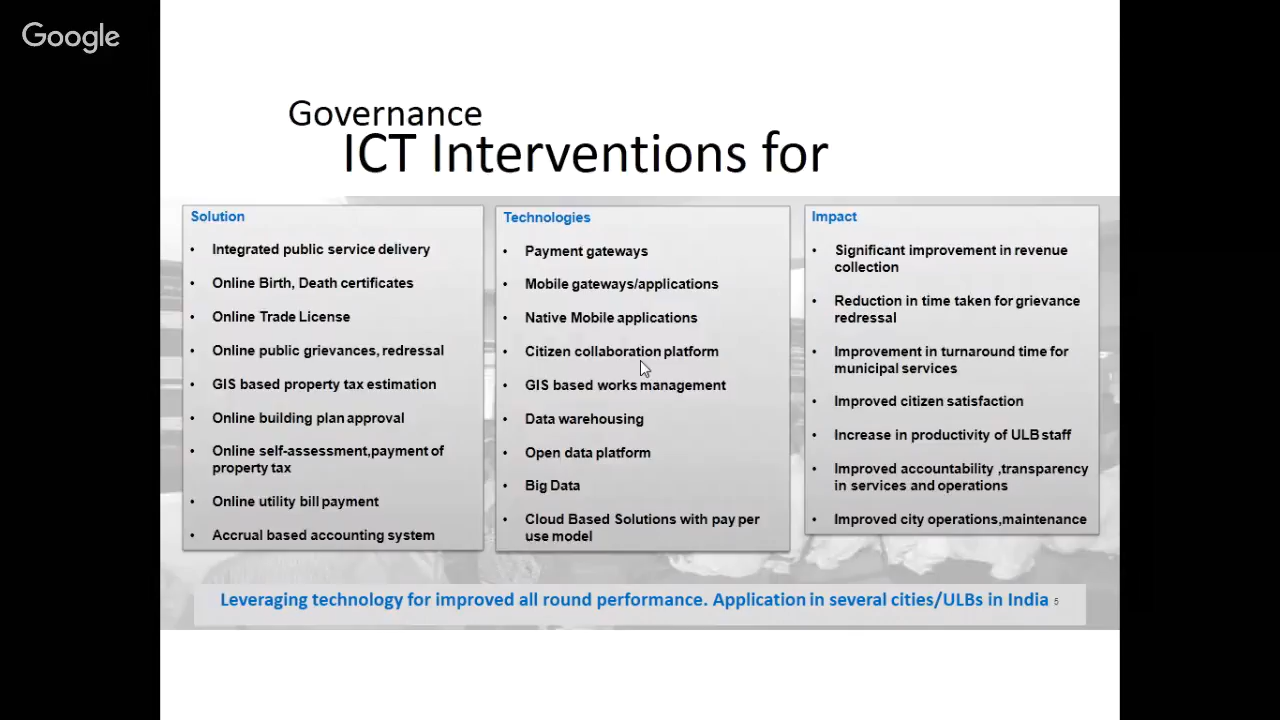 Google
Governance
ICT Interventions for
Solution
• Integrated public service delivery
• Online Birth, Death certificates
• Online Trade License
• Online public grievances, redressal
• GIS based property tax estimation
• Online building plan approval
• Online self-assessment,payment of
property tax
• Online utility bill payment
• Accrual based accounting system
Technologies
• Payment gateways
• Mobile gateways/applications
• Native Mobile applications
• Citizen collaboration platform
• GIS based works management
• Data warehousing
• Open data platform
• Big Data
• Cloud Based Solutions with pay per
use model
Impact
• Significant improvement in revenue
collection
• Reduction in time taken for grievance
redressal
• Improvement in turnaround time for
municipal services
• Improved citizen satisfaction
• Increase in productivity of ULB staff
• Improved accountability ,transparency
in services and operations
• Improved city operations,maintenance
Leveraging technology for improved all round performance. Application in several cities/ULBs in India 5